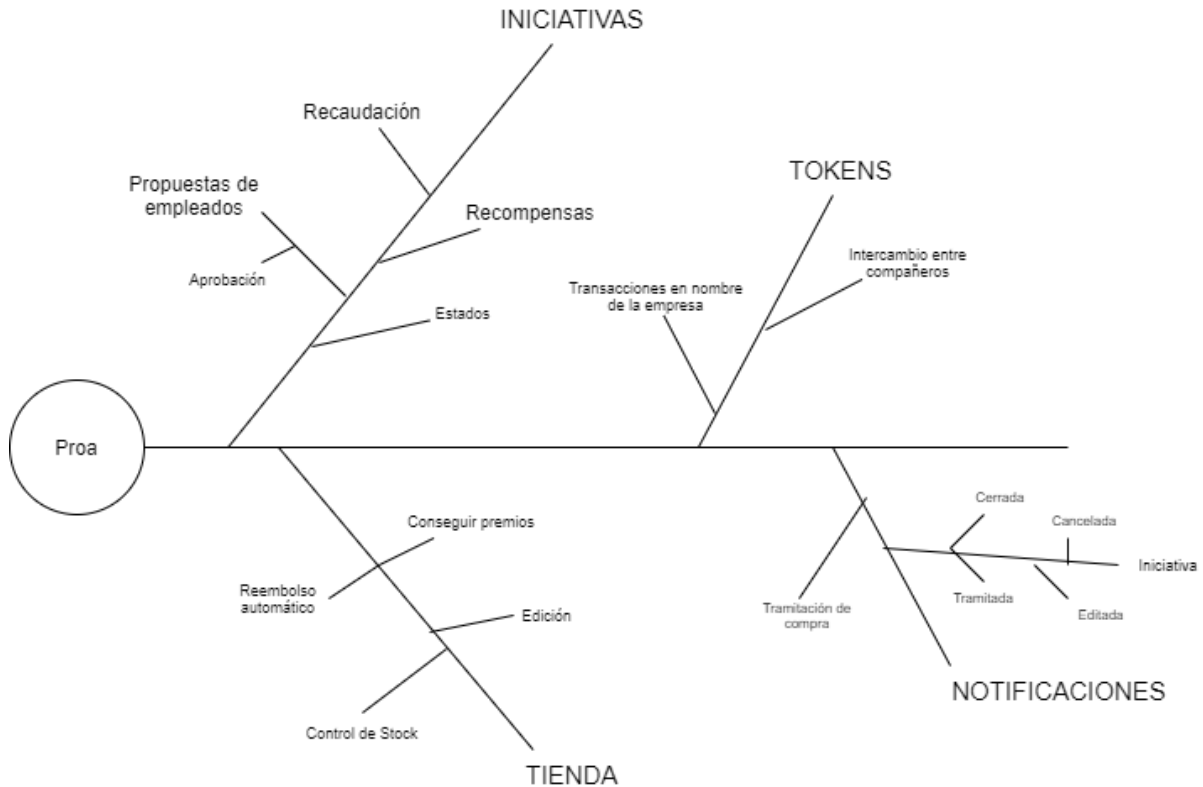 INICIATIVAS
Recaudación
Propuestas de
empleados
Recompensas
Aprobación
Estados
TOKENS
Intercambio entre
compañeros
Transacciones en nombre
de la empresa
Proa
Conseguir premios
Reembolso
automático
Edición
Control de Stock
TIENDA
Cerrada
Cancelada
Iniciativa
Tramitada
Editada
Tramitación de
compra
NOTIFICACIONES